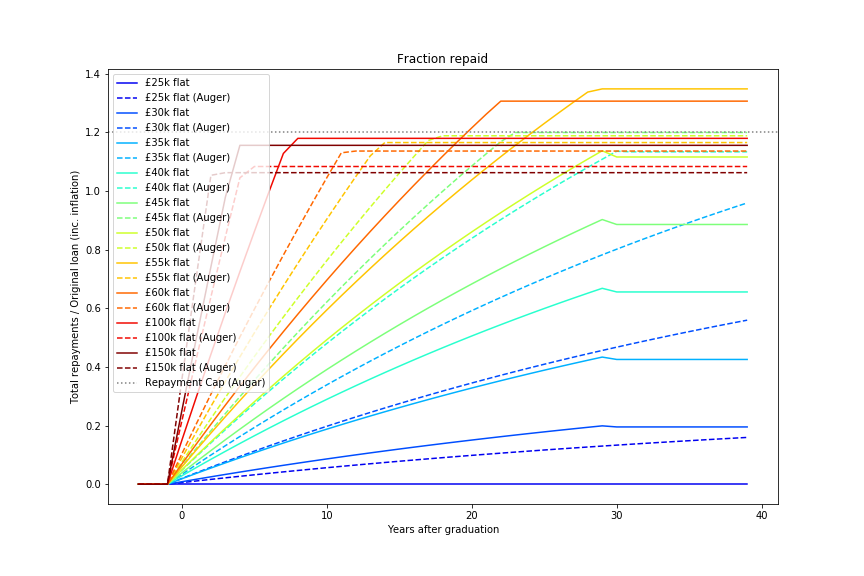 Fraction repaid
Total repayments / Original loan (inc. inflation)
1.4
1.2
1.0
0.8
0.6
0.4
0.2
0.0
£25k flat
£25k flat (Auger)
£30k flat
£30k flat (Auger)
£35k flat
£35k flat (Auger)
£40k flat
£40k flat (Auger)
£45k flat
£45k flat (Auger)
£50k flat
£50k flat (Auger)
£55k flat
£55k flat (Auger)
£60k flat
£60k flat (Auger)
£100k flat
£100k flat (Auger)
£150k flat
£150k flat (Auger)
Repayment Cap (Augar)
0 10 20 30 40
Years after graduation